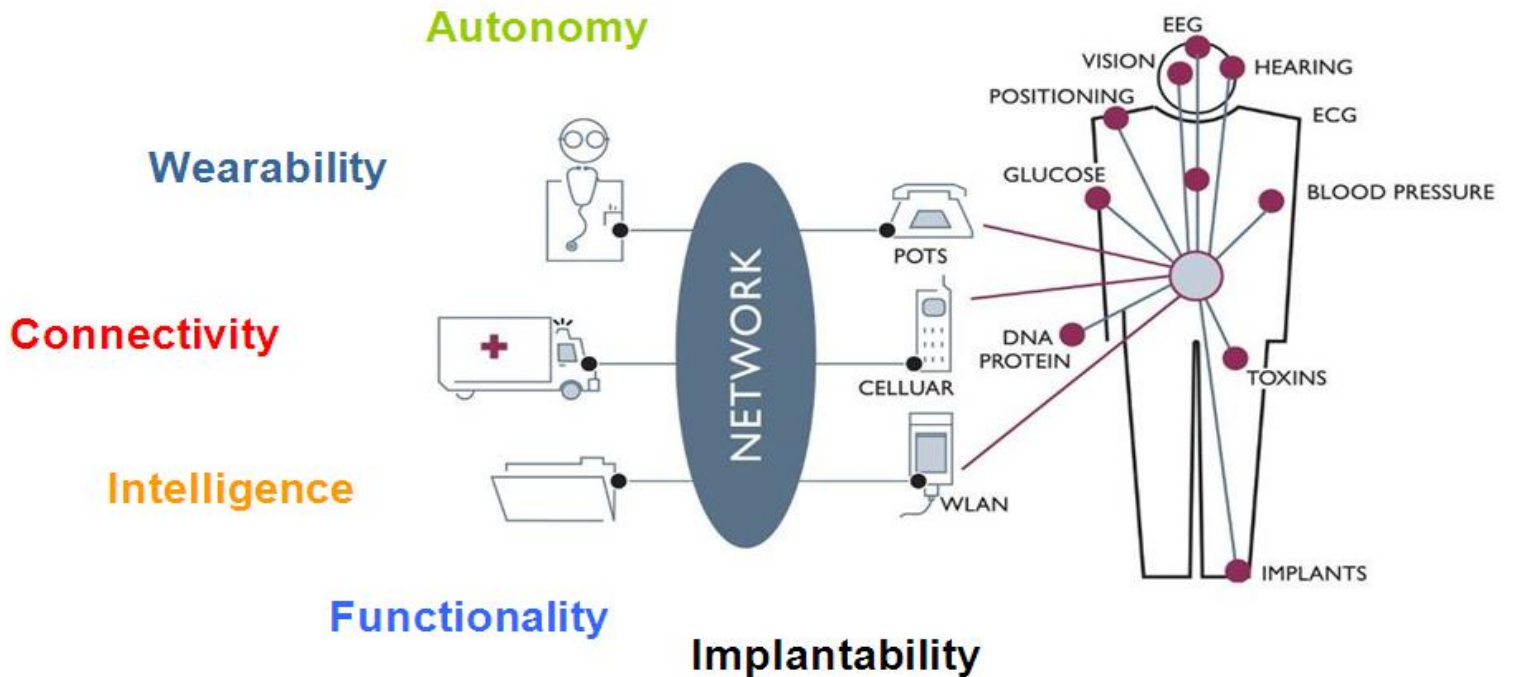 Autonomy
EEG
VISION
HEARING
POSITIONING
ECG
Wearability
GLUCOSE
BLOOD PRESSURE
POTS
NETWORK
Connectivity
DNA
PROTEIN
CELLUAR
TOXINS
Intelligence
WLAN
IMPLANTS
Functionality
Implantability